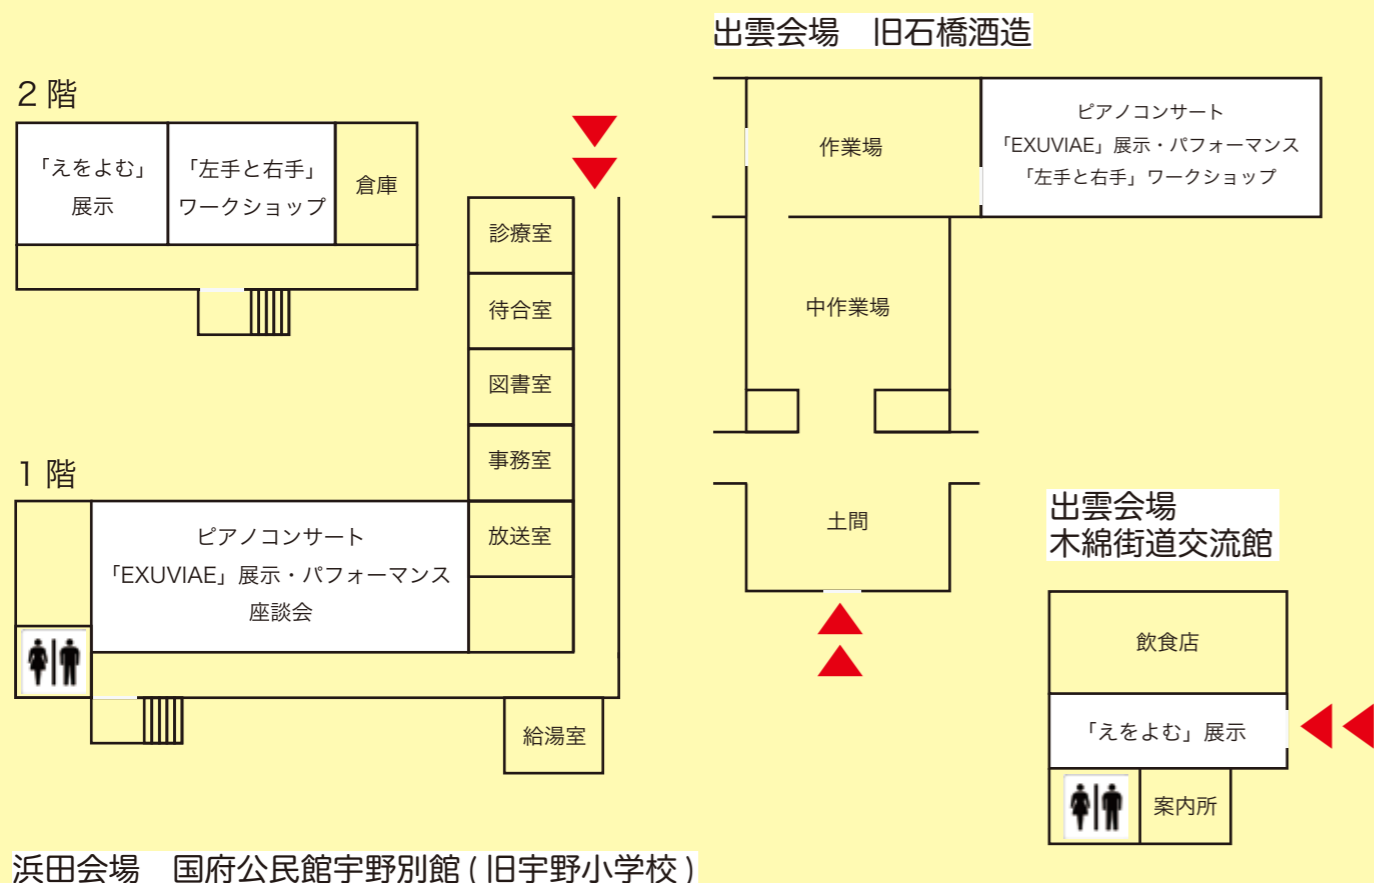 2 階
「えをよむ」
展示
「左手と右手」
ワークショップ
倉庫
診療室
待合室
図書室
事務室
放送室
1 階
ピアノコンサート
「EXUVIAE」展示・パフォーマンス
座談会
給湯室
浜田会場　国府公民館宇野別館 ( 旧宇野小学校 )
出雲会場　旧石橋酒造
作業場
ピアノコンサート
「EXUVIAE」展示・パフォーマンス
「左手と右手」ワークショップ
中作業場
土間
出雲会場
木綿街道交流館
飲食店
「えをよむ」展示
案内所